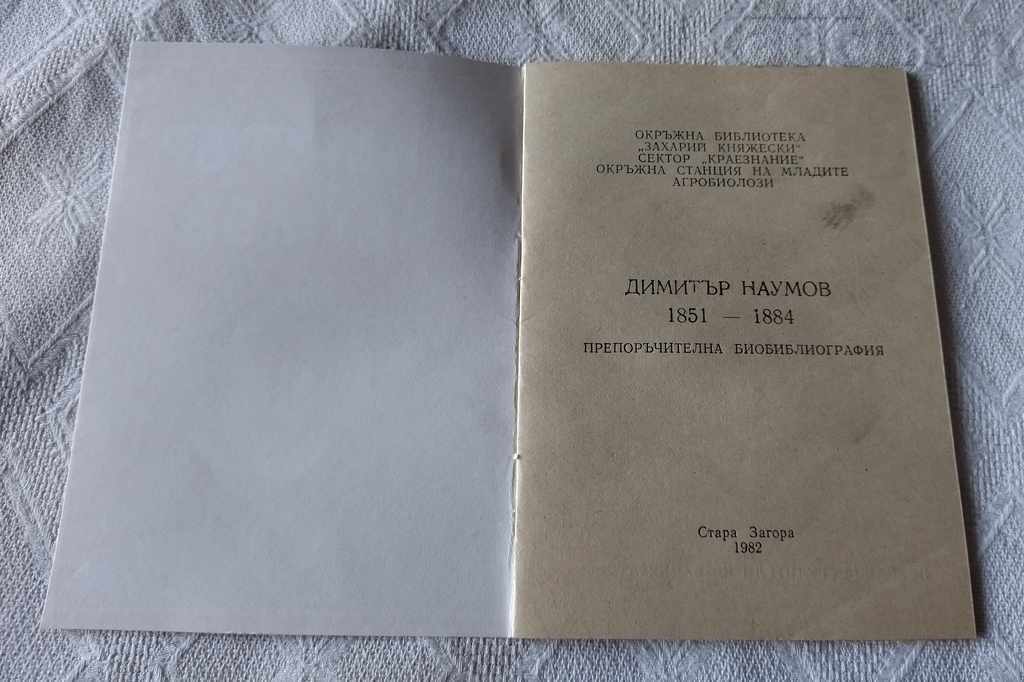 ОКРЪЖНА БИБЛИОТЕКА
„ЗАХАРИЙ КНЯЖЕСКИ“
СЕКТОР „КРАЕЗНАНИЕ“
ОКРЪЖНА СТАНЦИЯ НА МЛАДИТЕ
АГРОБИОЛОЗИ
ДИМИТЪР НАУМОВ
1851 — 1884
ПРЕПОРЪЧИТЕЛНА БИОБИБЛИОГРАФИЯ
Стара Загора
1982